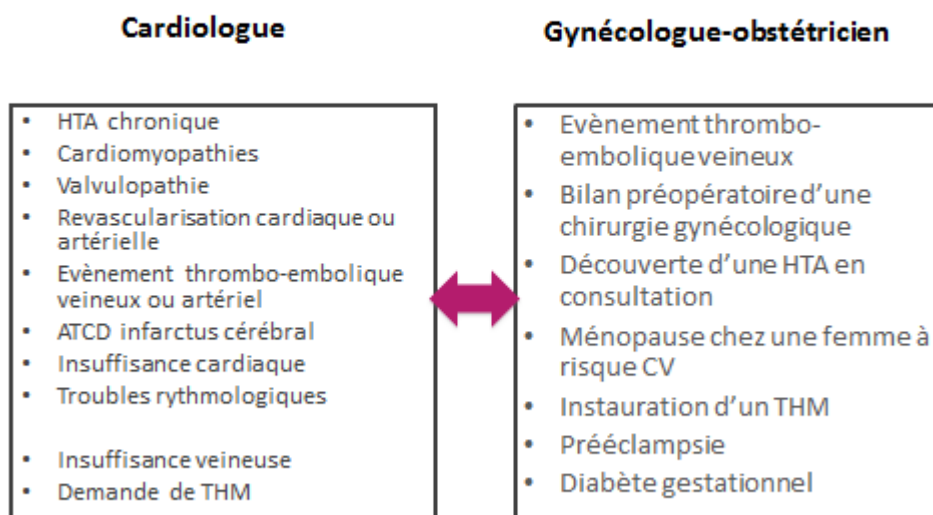 Cardiologue
• HTA chronique
• Cardiomyopathies
• Valvulopathie
• Revascularisation cardiaque ou
artérielle
• Evènement thrombo-embolique
veineux ou artériel
• ATCD infarctus cérébral
• Insuffisance cardiaque
• Troubles rythmologiques
• Insuffisance veineuse
• Demande de THM
Gynécologue-obstétricien
• Evènement thrombo-
embolique veineux
• Bilan préopératoire d'une
chirurgie gynécologique
• Découverte d'une HTA en
consultation
• Ménopause chez une femme à
risque CV
• Instauration d'un THM
• Prééclampsie
• Diabète gestationnel